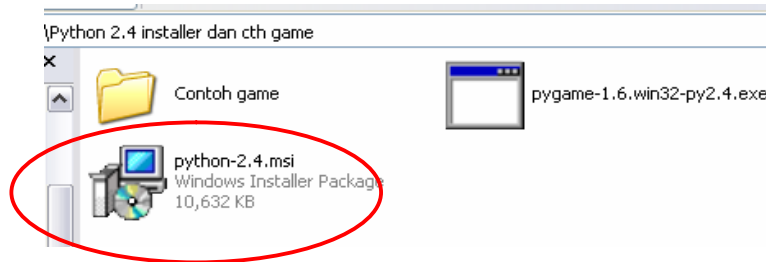 \Python 2.4 installer dan cth game
Contoh game
pygame-1.6.win32-py2.4.exe
python-2.4.msi
Windows Installer Package
10,632 KB